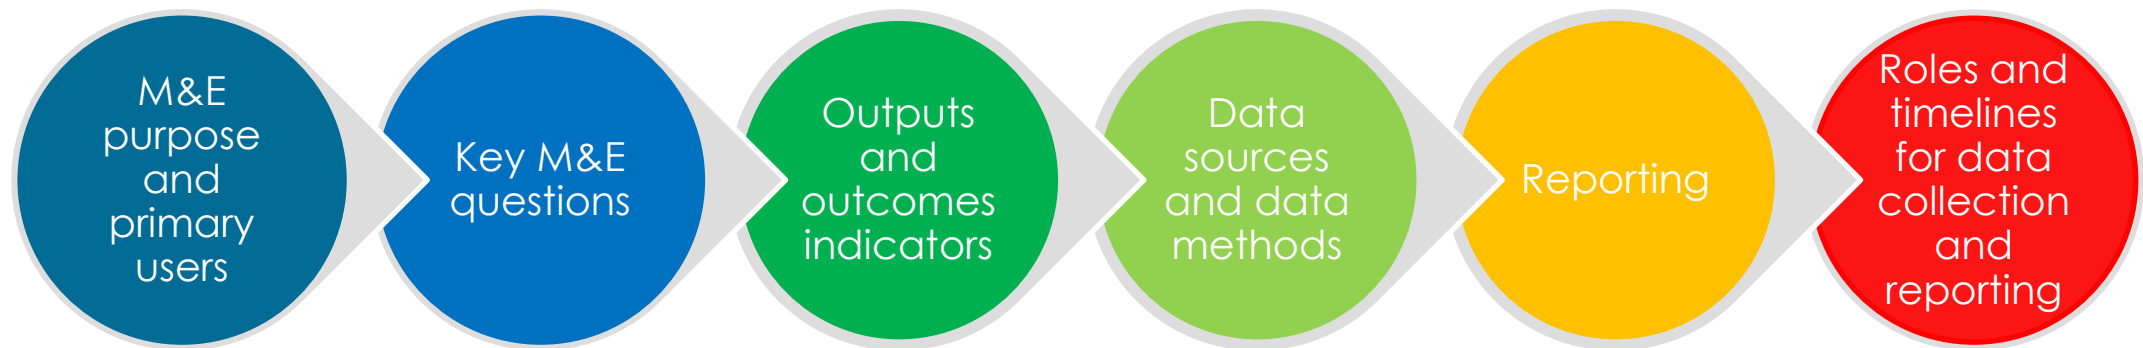 M&E
purpose
and
primary
users
Key M&E
questions
Outputs
and
outcomes
indicators
Data
sources
and data
methods
Reporting
Roles and
timelines
for data
collection
and
reporting